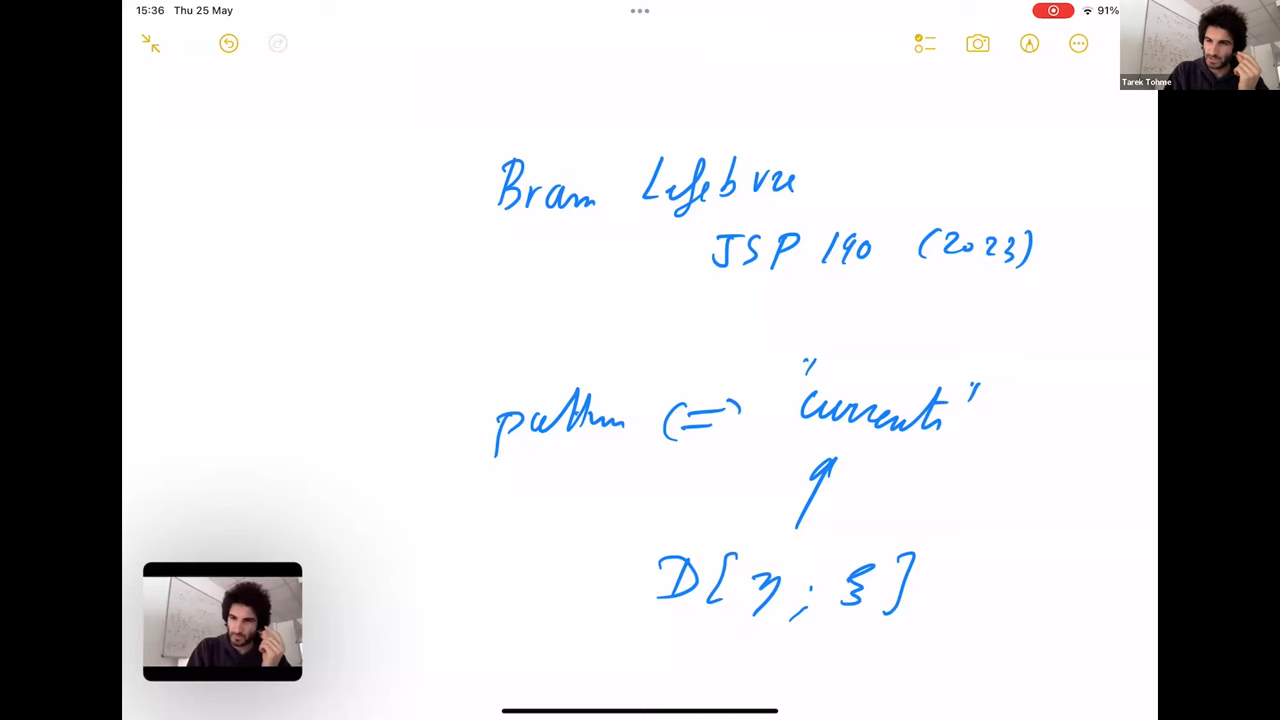 15:36 Thu 25 May
91%
Tarek Tohme
Bram Lefebvre
JSP 190 (2023)
pattern <=> "currents"
D[η; ξ]